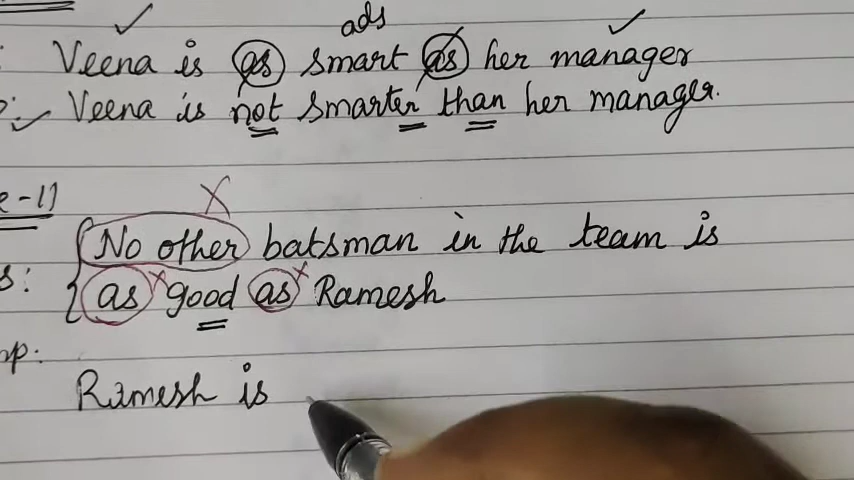 ads
Veena is as smart as her manager
Veena is not smarter than her manager.
No other batsman in the team is
as good as Ramesh
Ramesh is